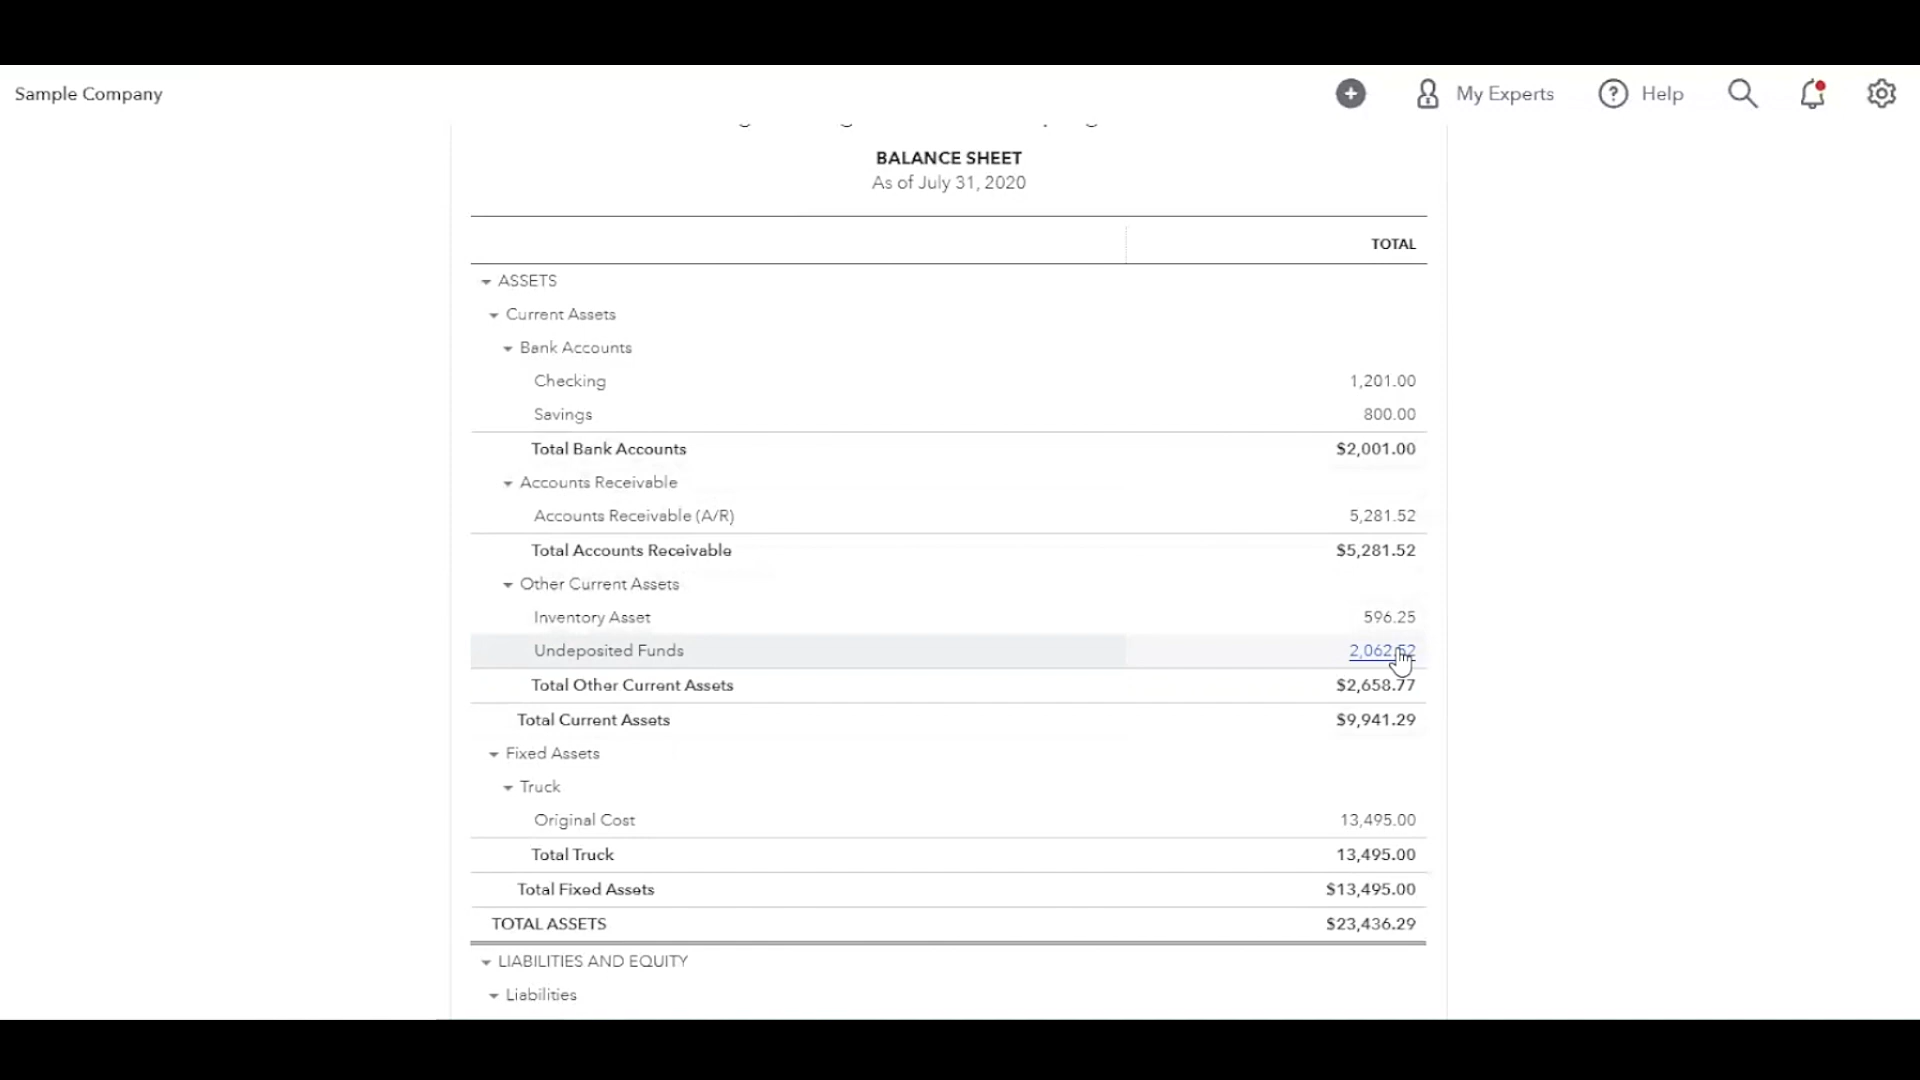 Sample Company
My Experts
Help
BALANCE SHEET
As of July 31, 2020
TOTAL
ASSETS
Current Assets
Bank Accounts
Checking 1,201.00
Savings 800.00
Total Bank Accounts $2,001.00
Accounts Receivable
Accounts Receivable (A/R) 5,281.52
Total Accounts Receivable $5,281.52
Other Current Assets
Inventory Asset 596.25
Undeposited Funds 2,062.52
Total Other Current Assets $2,658.77
Total Current Assets $9,941.29
Fixed Assets
Truck
Original Cost 13,495.00
Total Truck 13,495.00
Total Fixed Assets $13,495.00
TOTAL ASSETS $23,436.29
LIABILITIES AND EQUITY
Liabilities